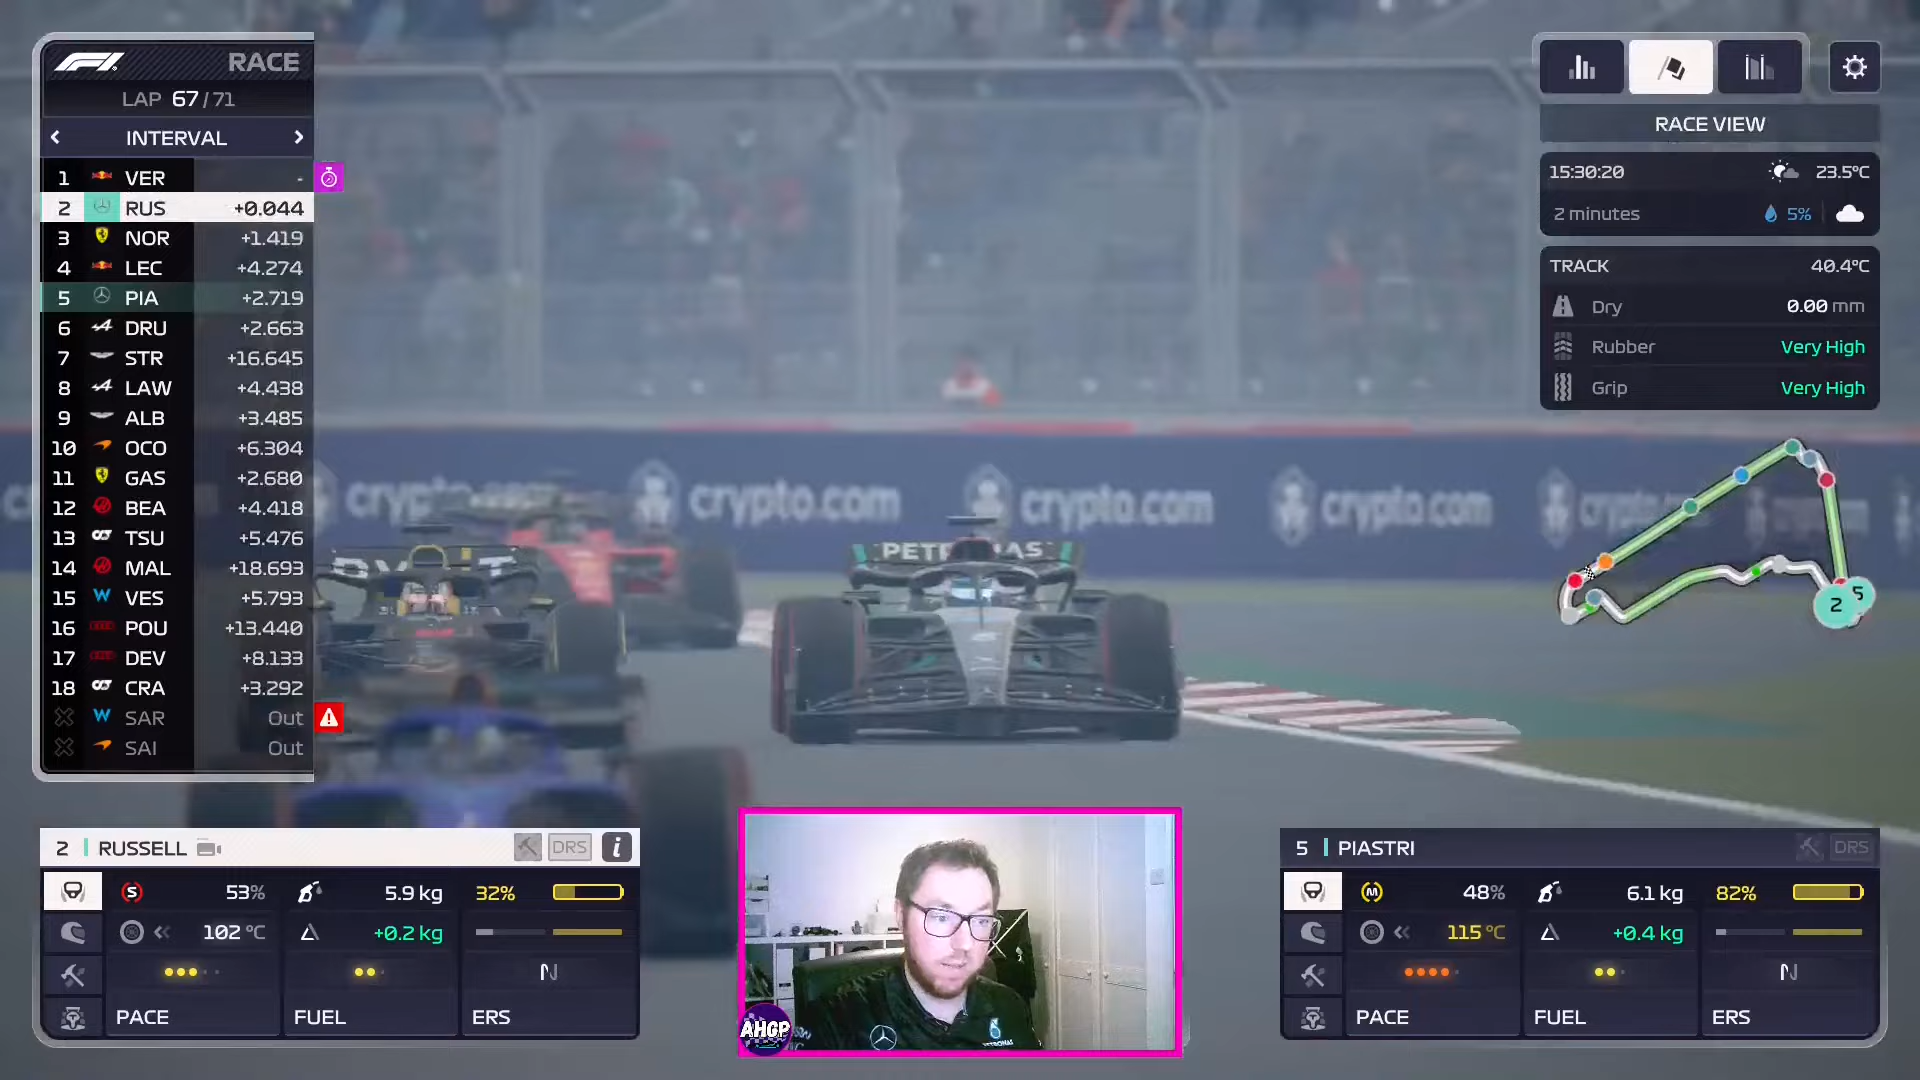 F1 RACE
LAP 67/71
INTERVAL
1 VER -
2 RUS +0.044
3 NOR +1.419
4 LEC +4.274
5 PIA +2.719
6 DRU +2.663
7 STR +16.645
8 LAW +4.438
9 ALB +3.485
10 OCO +6.304
11 GAS +2.680
12 BEA +4.418
13 TSU +5.476
14 MAL +18.693
15 VES +5.793
16 POU +13.440
17 DEV +8.133
18 CRA +3.292
SAR Out
SAI Out
RACE VIEW
15:30:20 23.5°C
2 minutes 5%
TRACK 40.4°C
Dry 0.00 mm
Rubber Very High
Grip Very High
2 5
crypto.com crypto.com crypto.com crypto.com
PETRONAS
2 RUSSELL DRS i
S 53% 5.9 kg 32%
102 °C +0.2 kg
N
PACE FUEL ERS
AHGP
PETRONAS
5 PIASTRI DRS
M 48% 6.1 kg 82%
115 °C +0.4 kg
N
PACE FUEL ERS